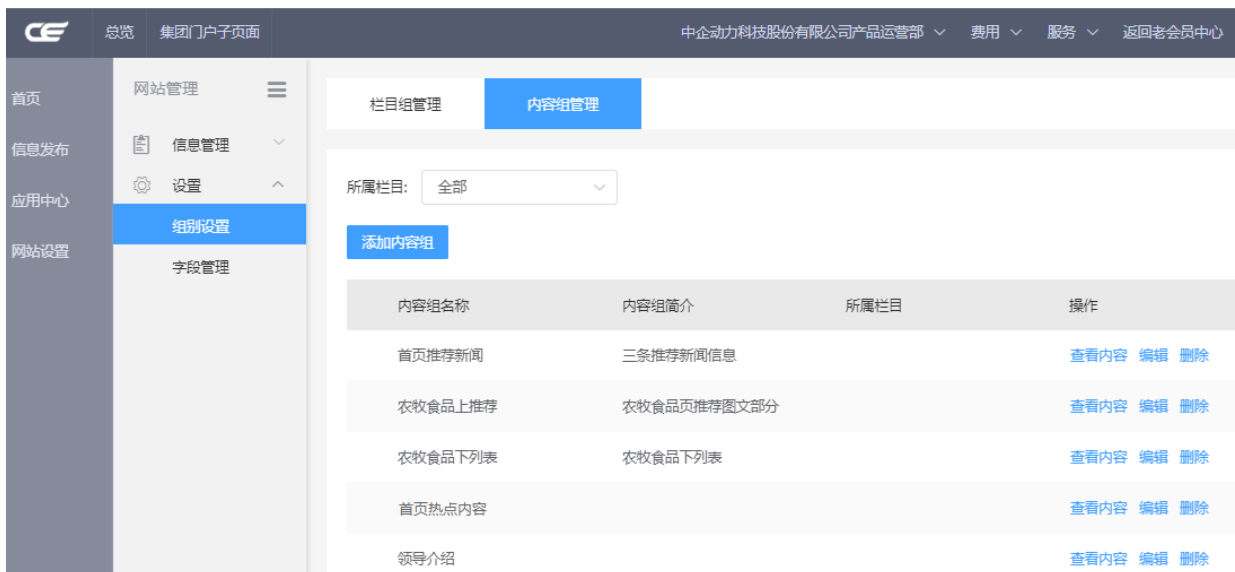 CE 总览 集团门户子页面 中企动力科技股份有限公司产品运营部 费用 服务 返回老会员中心
首页
信息发布
应用中心
网站设置
网站管理
信息管理
设置
组别设置
字段管理
栏目组管理 内容组管理
所属栏目: 全部
添加内容组
内容组名称 内容组简介 所属栏目 操作
首页推荐新闻 三条推荐新闻信息 查看内容 编辑 删除
农牧食品上推荐 农牧食品页推荐图文部分 查看内容 编辑 删除
农牧食品下列表 农牧食品下列表 查看内容 编辑 删除
首页热点内容 查看内容 编辑 删除
领导介绍 查看内容 编辑 删除